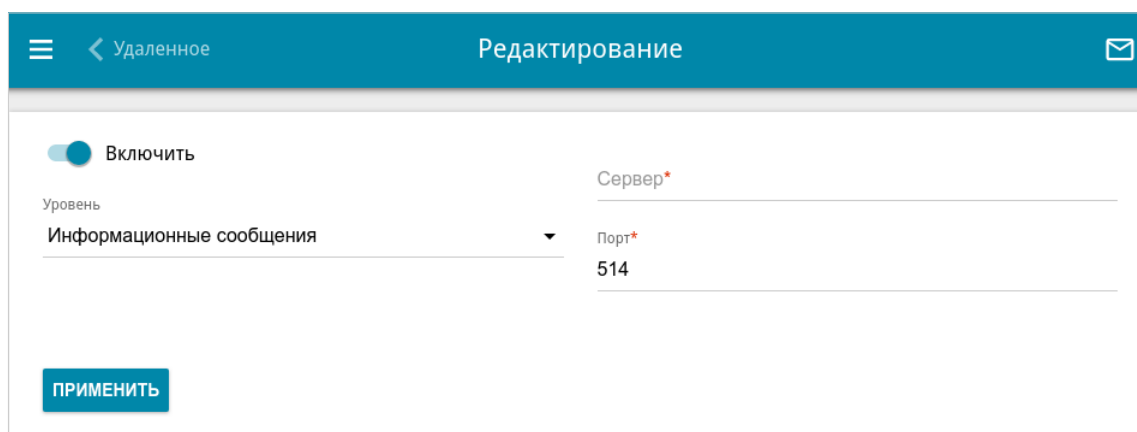 Удаленное
Редактирование
Включить
Уровень
Информационные сообщения
Сервер*
Порт*
514
ПРИМЕНИТЬ